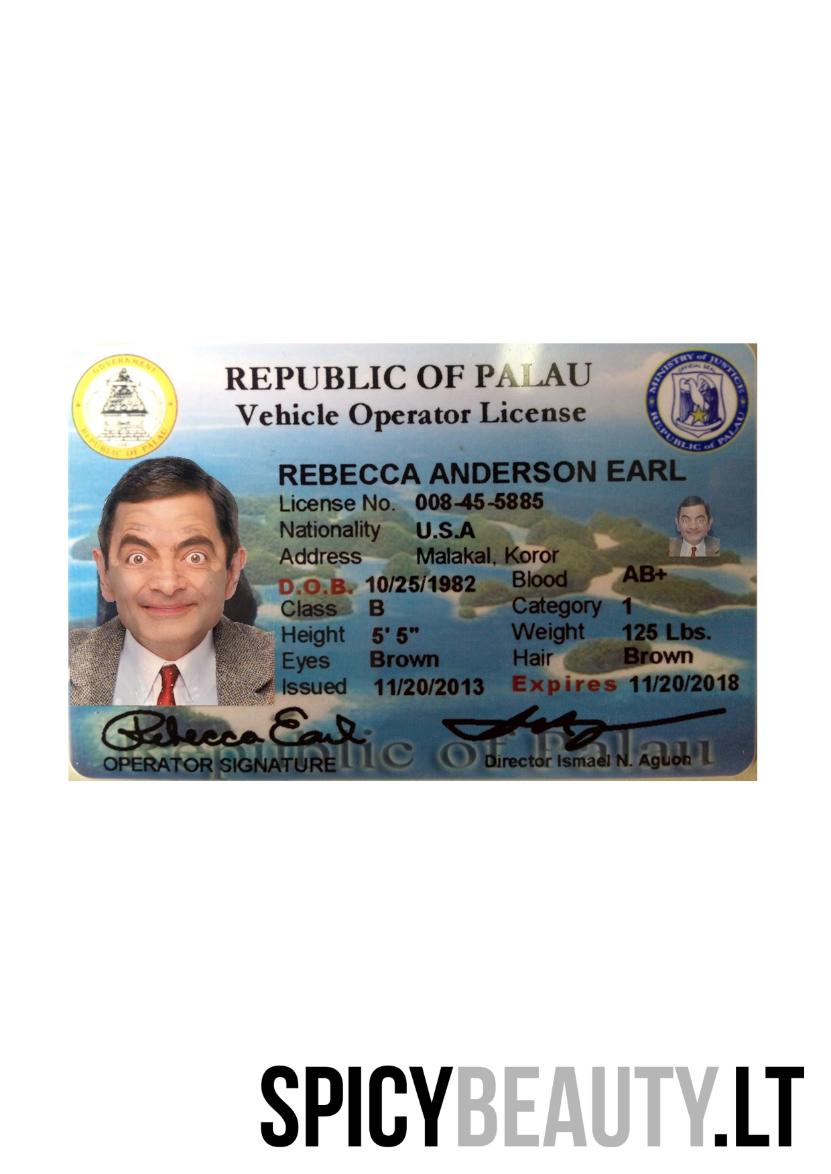 GOVERNMENT
REPUBLIC OF PALAU
MINISTRY of JUSTICE
OFFICIAL SEAL
REPUBLIC of PALAU
REPUBLIC OF PALAU
Vehicle Operator License
REBECCA ANDERSON EARL
License No. 008-45-5885
Nationality U.S.A
Address Malakal, Koror
D.O.B. 10/25/1982 Blood AB+
Class B Category 1
Height 5' 5" Weight 125 Lbs.
Eyes Brown Hair Brown
Issued 11/20/2013 Expires 11/20/2018
Rebecca Earl
Republic of Palau
OPERATOR SIGNATURE Director Ismael N. Aguon
SPICYBEAUTY.LT